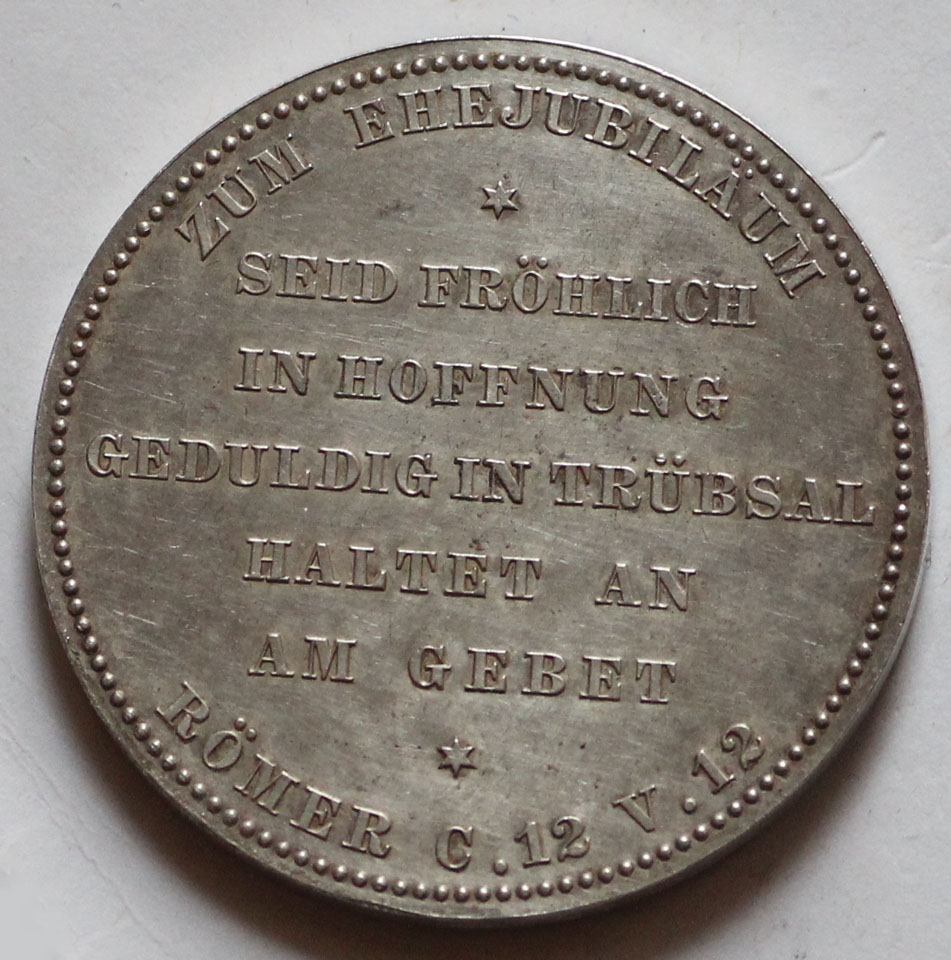 ZUM EHEJUBILÄUM
SEID FRÖHLICH
IN HOFFNUNG
GEDULDIG IN TRÜBSAL
HALTET AN
AM GEBET
RÖMER C. 12 V. 12